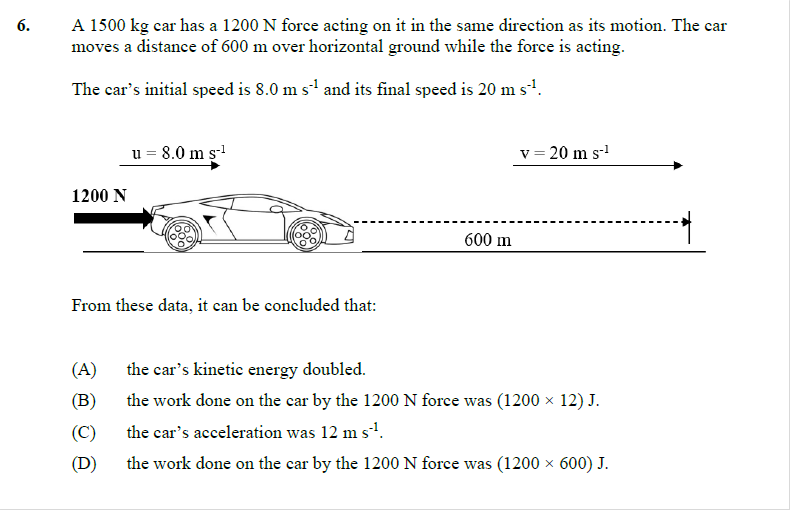 6. A 1500 kg car has a 1200 N force acting on it in the same direction as its motion. The car
moves a distance of 600 m over horizontal ground while the force is acting.
The car’s initial speed is 8.0 m s⁻¹ and its final speed is 20 m s⁻¹.
u = 8.0 m s⁻¹
v = 20 m s⁻¹
1200 N
600 m
From these data, it can be concluded that:
(A) the car’s kinetic energy doubled.
(B) the work done on the car by the 1200 N force was (1200 × 12) J.
(C) the car’s acceleration was 12 m s⁻¹.
(D) the work done on the car by the 1200 N force was (1200 × 600) J.